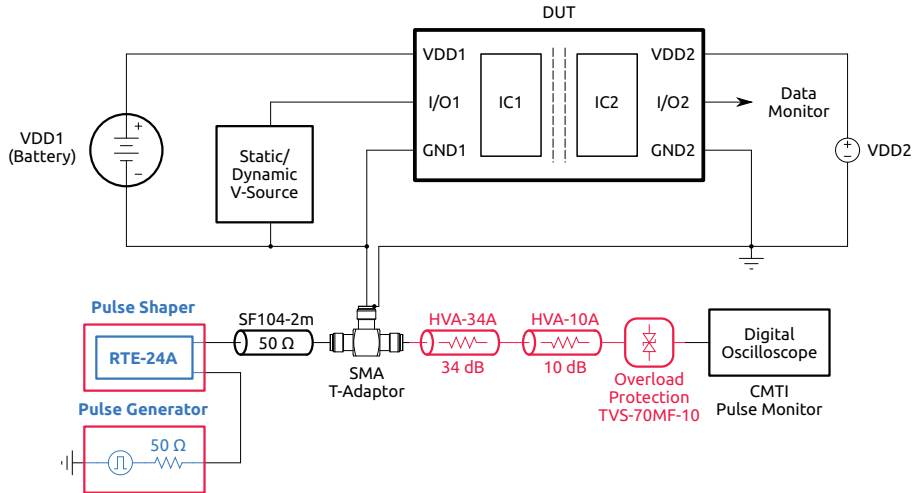 DUT
VDD1
VDD2
I/O1
IC1
IC2
I/O2
Data
Monitor
GND1
GND2
VDD1
(Battery)
+
−
Static/
Dynamic
V-Source
+
−
VDD2
Pulse Shaper
RTE-24A
SF104-2m
50 Ω
SMA
T-Adaptor
HVA-34A
34 dB
HVA-10A
10 dB
Overload
Protection
TVS-70MF-10
Digital
Oscilloscope
CMTI
Pulse Monitor
Pulse Generator
50 Ω